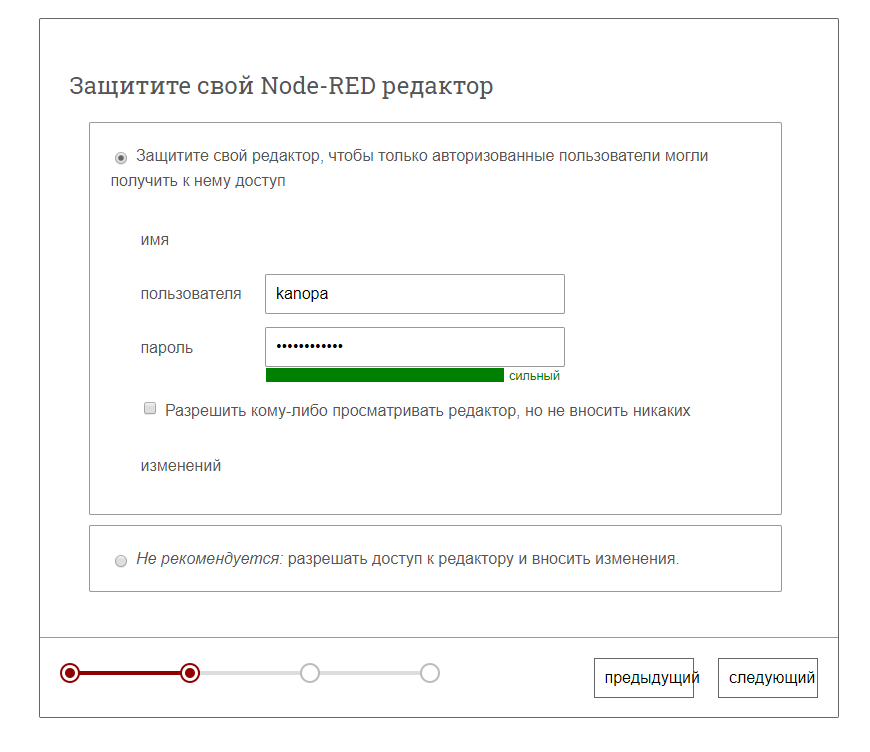 Защитите свой Node-RED редактор
Защитите свой редактор, чтобы только авторизованные пользователи могли
получить к нему доступ
имя
пользователя kanopa
пароль ••••••••••••
сильный
Разрешить кому-либо просматривать редактор, но не вносить никаких
изменений
Не рекомендуется: разрешать доступ к редактору и вносить изменения.
предыдущий следующий